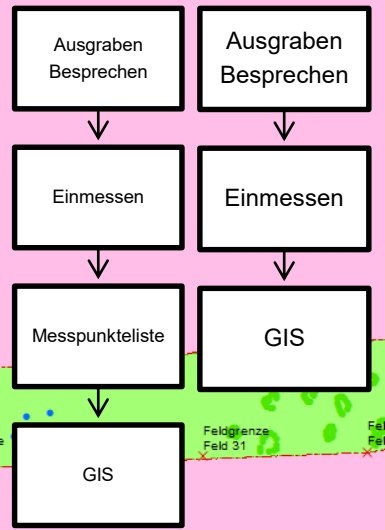 Ausgraben
Besprechen
Einmessen
Messpunkteliste
GIS
Ausgraben
Besprechen
Einmessen
GIS
Feldgrenze
Feld 31